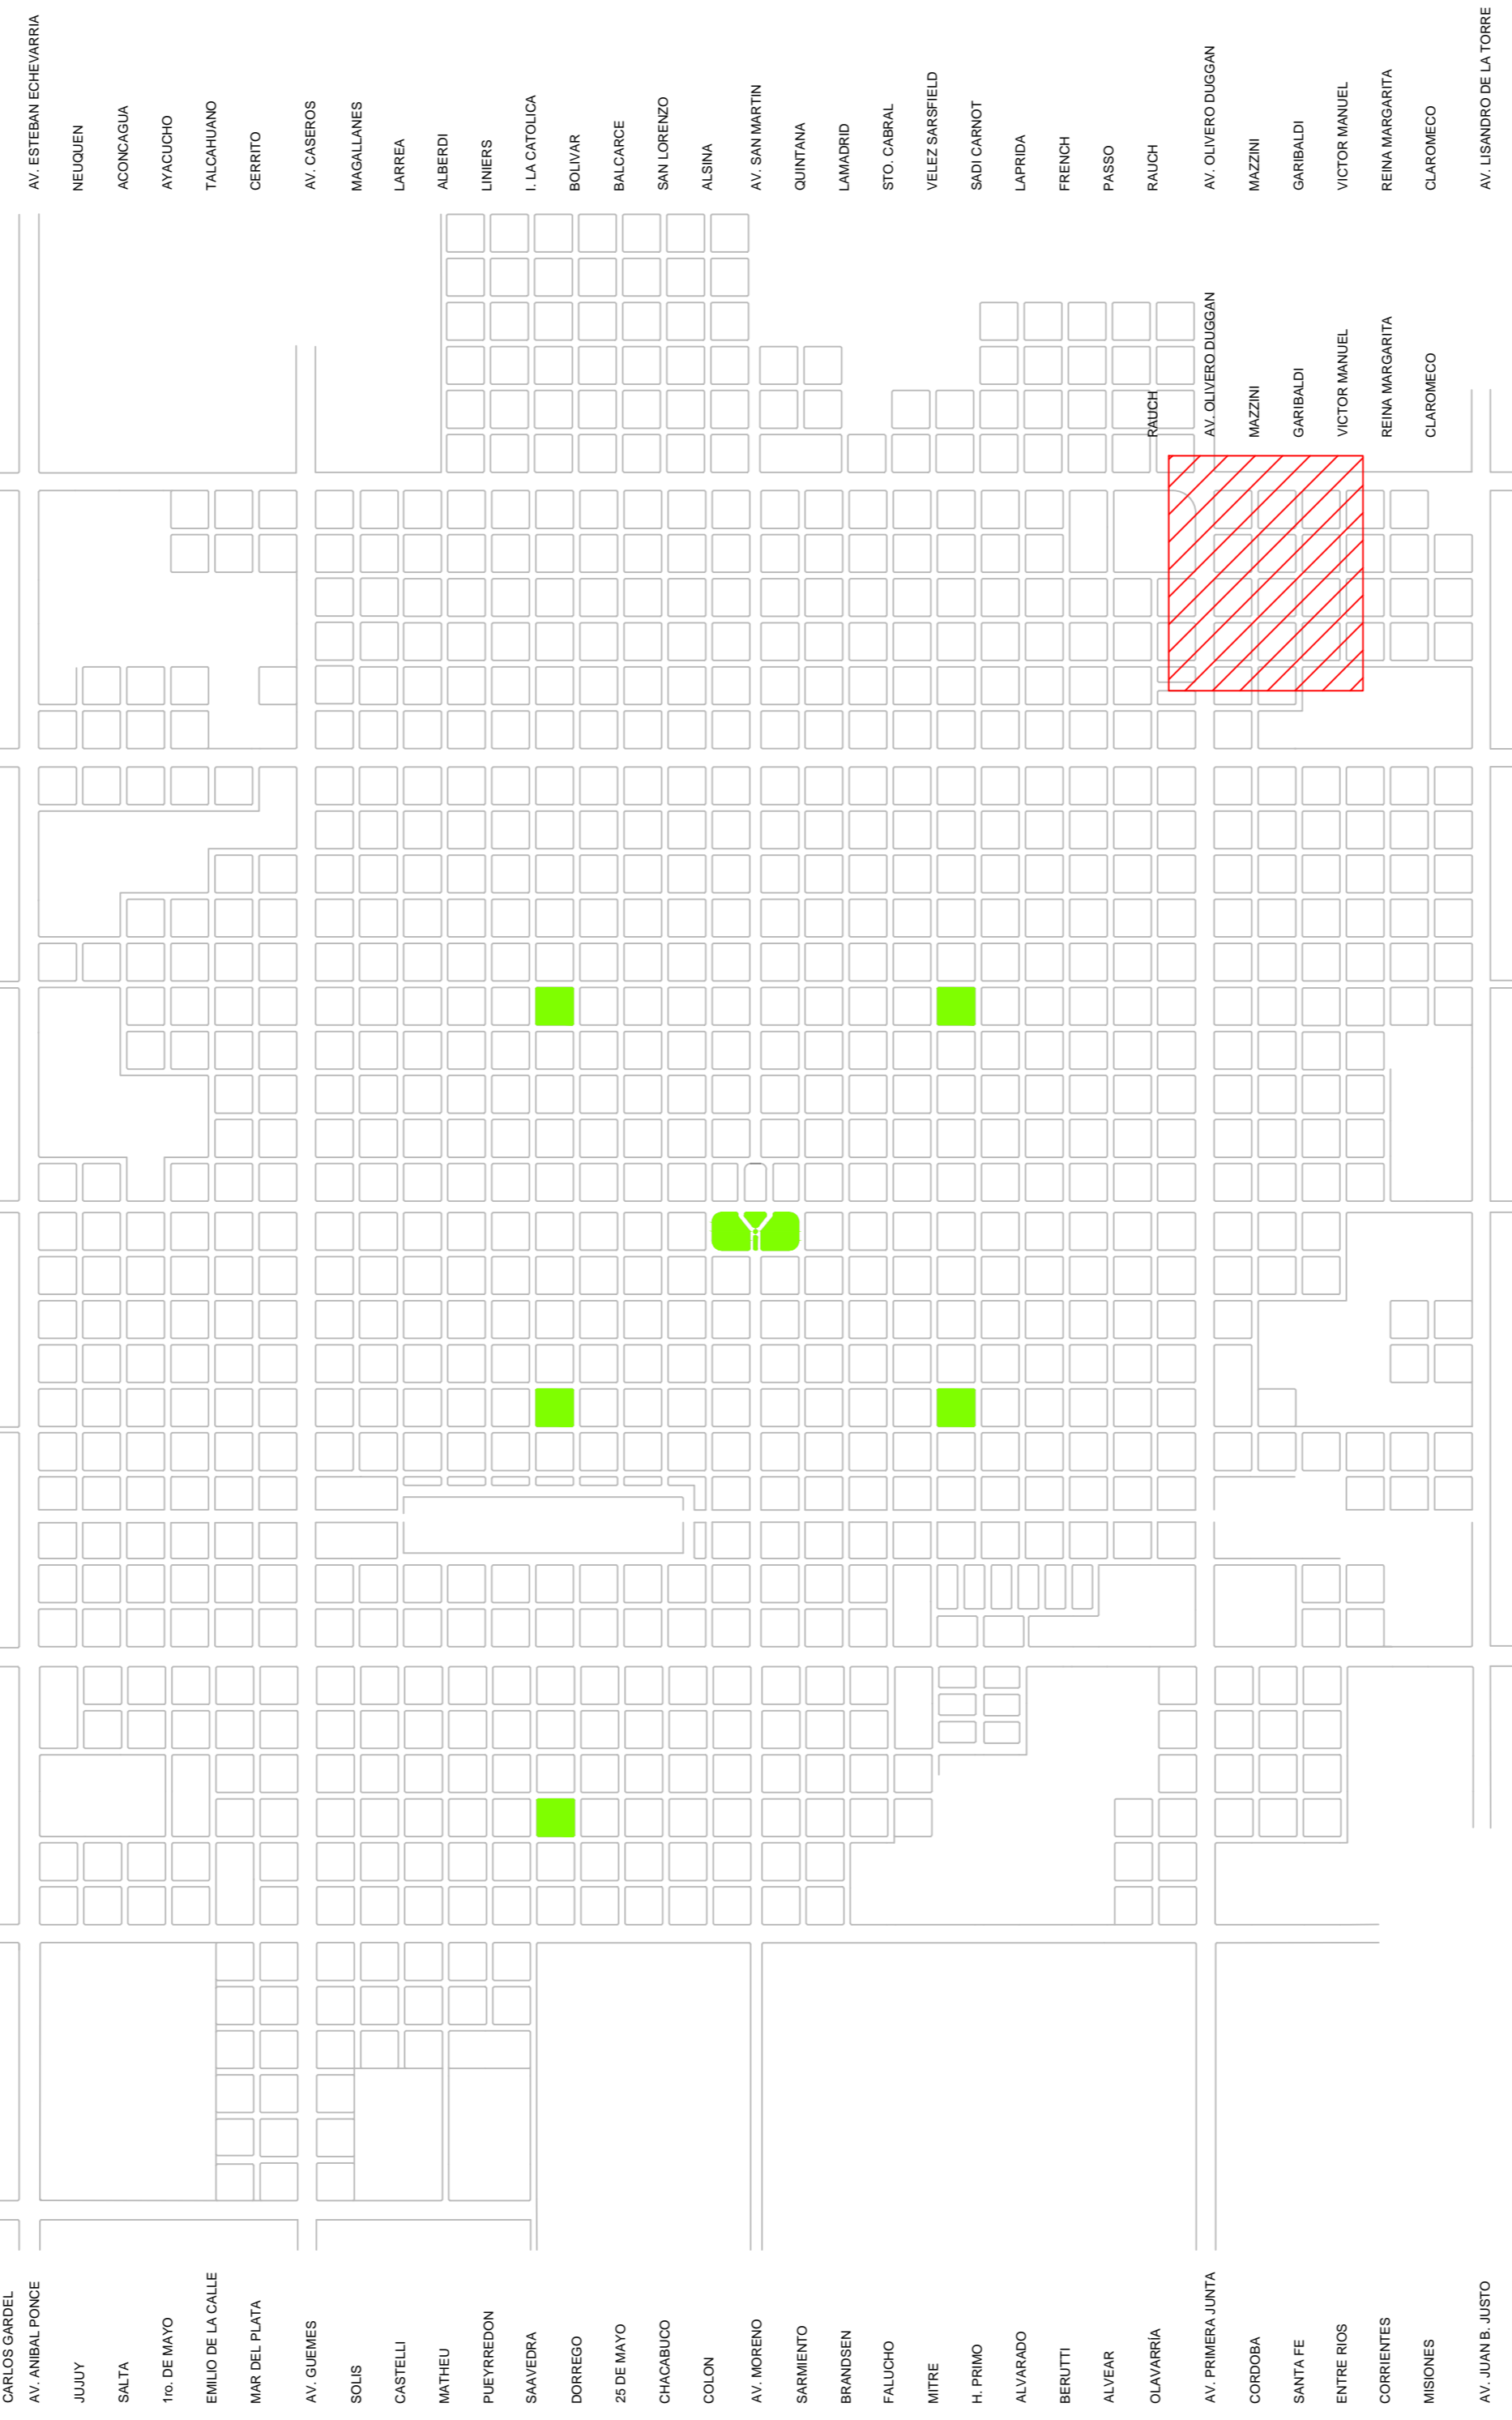 AV. ESTEBAN ECHEVARRIA
NEUQUEN
ACONCAGUA
AYACUCHO
TALCAHUANO
CERRITO
AV. CASEROS
MAGALLANES
LARREA
ALBERDI
LINIERS
I. LA CATOLICA
BOLIVAR
BALCARCE
SAN LORENZO
ALSINA
AV. SAN MARTIN
QUINTANA
LAMADRID
STO. CABRAL
VELEZ SARSFIELD
SADI CARNOT
LAPRIDA
FRENCH
PASSO
RAUCH
AV. OLIVERO DUGGAN
MAZZINI
GARIBALDI
VICTOR MANUEL
REINA MARGARITA
CLAROMECO
AV. LISANDRO DE LA TORRE
RAUCH
AV. OLIVERO DUGGAN
MAZZINI
GARIBALDI
VICTOR MANUEL
REINA MARGARITA
CLAROMECO
CARLOS GARDEL
AV. ANIBAL PONCE
JUJUY
SALTA
1ro. DE MAYO
EMILIO DE LA CALLE
MAR DEL PLATA
AV. GUEMES
SOLIS
CASTELLI
MATHEU
PUEYRREDON
SAAVEDRA
DORREGO
25 DE MAYO
CHACABUCO
COLON
AV. MORENO
SARMIENTO
BRANDSEN
FALUCHO
MITRE
H. PRIMO
ALVARADO
BERUTTI
ALVEAR
OLAVARRÍA
AV. PRIMERA JUNTA
CORDOBA
SANTA FE
ENTRE RIOS
CORRIENTES
MISIONES
AV. JUAN B. JUSTO